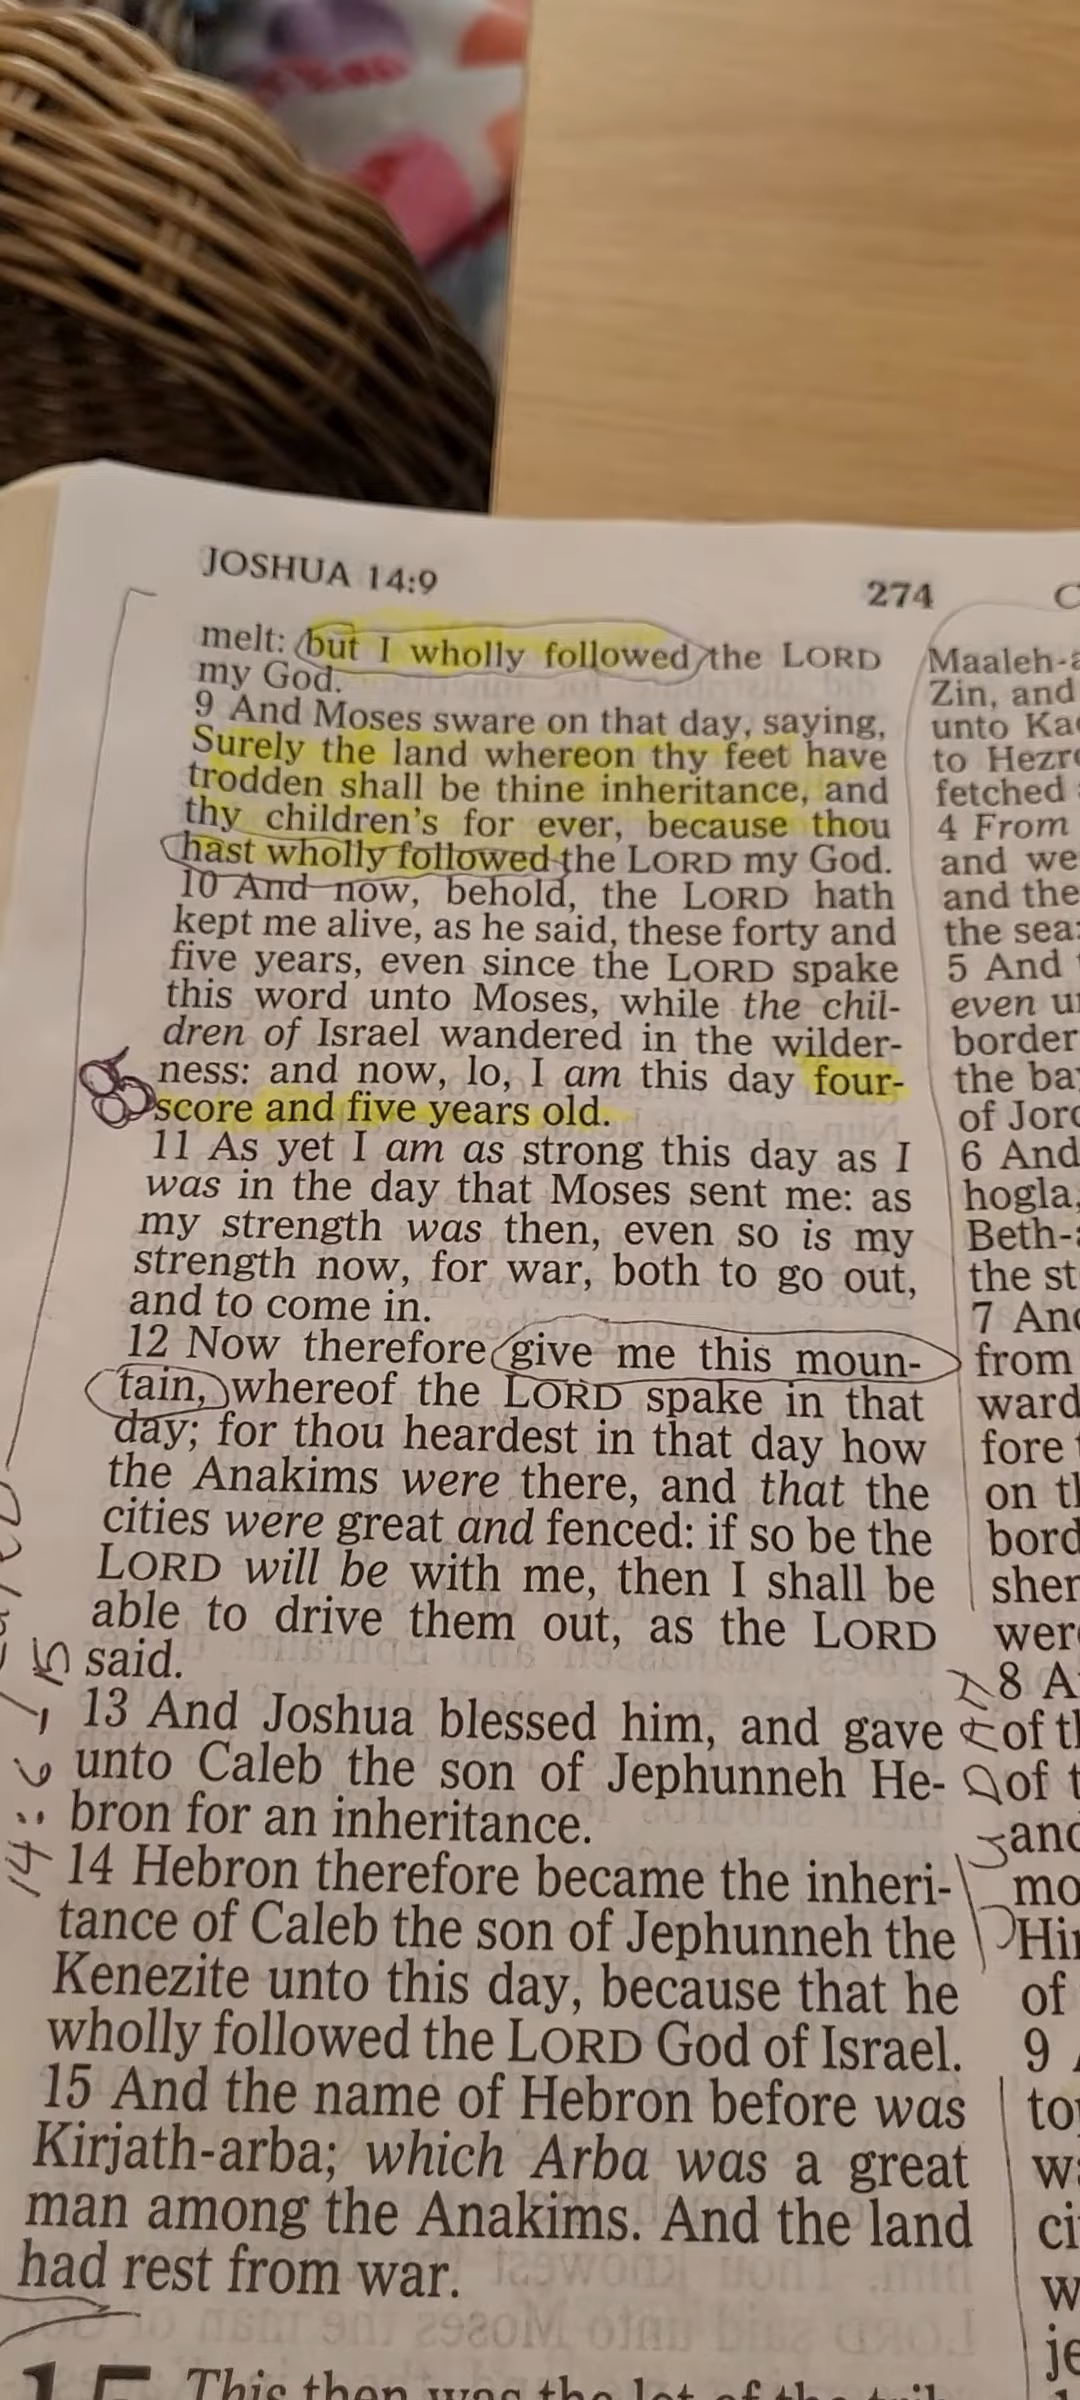 JOSHUA 14:9
274
melt: but I wholly followed the LORD
my God.
9 And Moses sware on that day, saying,
Surely the land whereon thy feet have
trodden shall be thine inheritance, and
thy children's for ever, because thou
hast wholly followed the LORD my God.
10 And now, behold, the LORD hath
kept me alive, as he said, these forty and
five years, even since the LORD spake
this word unto Moses, while the chil-
dren of Israel wandered in the wilder-
ness: and now, lo, I am this day four-
score and five years old.
11 As yet I am as strong this day as I
was in the day that Moses sent me: as
my strength was then, even so is my
strength now, for war, both to go out,
and to come in.
12 Now therefore give me this moun-
tain, whereof the LORD spake in that
day; for thou heardest in that day how
the Anakims were there, and that the
cities were great and fenced: if so be the
LORD will be with me, then I shall be
able to drive them out, as the LORD
said.
13 And Joshua blessed him, and gave
unto Caleb the son of Jephunneh He-
bron for an inheritance.
14 Hebron therefore became the inheri-
tance of Caleb the son of Jephunneh the
Kenezite unto this day, because that he
wholly followed the LORD God of Israel.
15 And the name of Hebron before was
Kirjath-arba; which Arba was a great
man among the Anakims. And the land
had rest from war.
15 This then was the lot of the
85
14:6-15
Maaleh-
Zin, and
unto
to
fetched
4 From
and we
and the
the sea:
5 And
even
border
the
of
6 And
hogla,
Beth-
the
7
from
ward
on
of
of
9